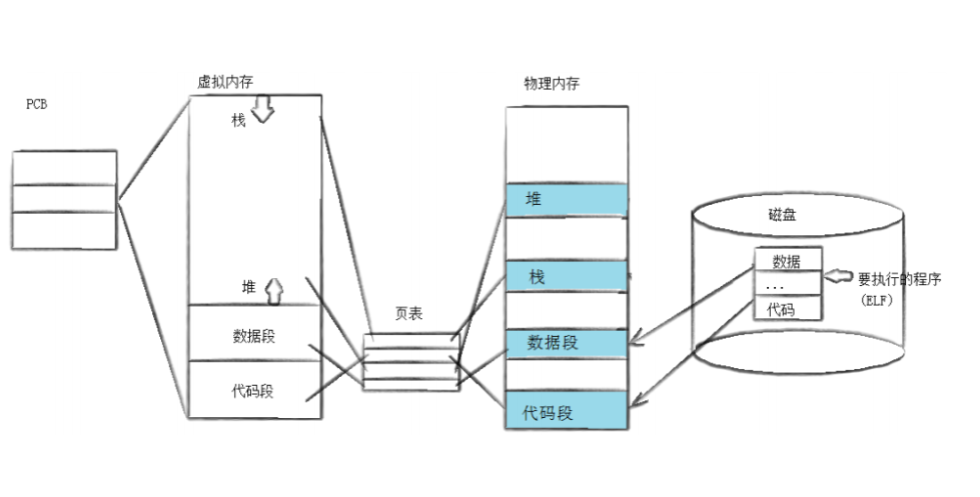 PCB
虚拟内存
栈
堆
数据段
代码段
页表
物理内存
堆
栈
数据段
代码段
磁盘
数据
...
代码
要执行的程序
(ELF)